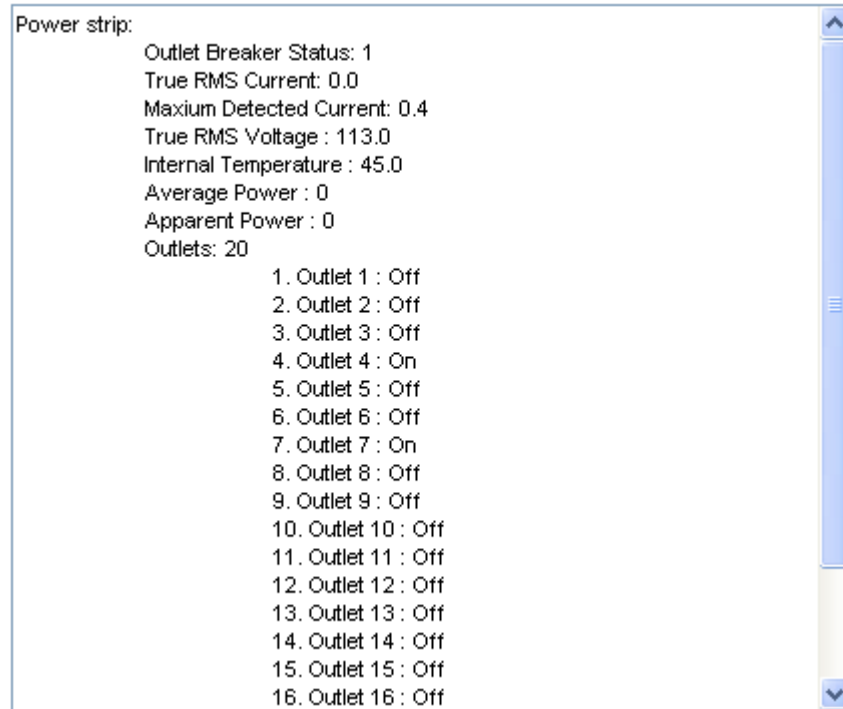 Power strip:
Outlet Breaker Status: 1
True RMS Current: 0.0
Maxium Detected Current: 0.4
True RMS Voltage : 113.0
Internal Temperature : 45.0
Average Power : 0
Apparent Power : 0
Outlets: 20
1. Outlet 1 : Off
2. Outlet 2 : Off
3. Outlet 3 : Off
4. Outlet 4 : On
5. Outlet 5 : Off
6. Outlet 6 : Off
7. Outlet 7 : On
8. Outlet 8 : Off
9. Outlet 9 : Off
10. Outlet 10 : Off
11. Outlet 11 : Off
12. Outlet 12 : Off
13. Outlet 13 : Off
14. Outlet 14 : Off
15. Outlet 15 : Off
16. Outlet 16 : Off